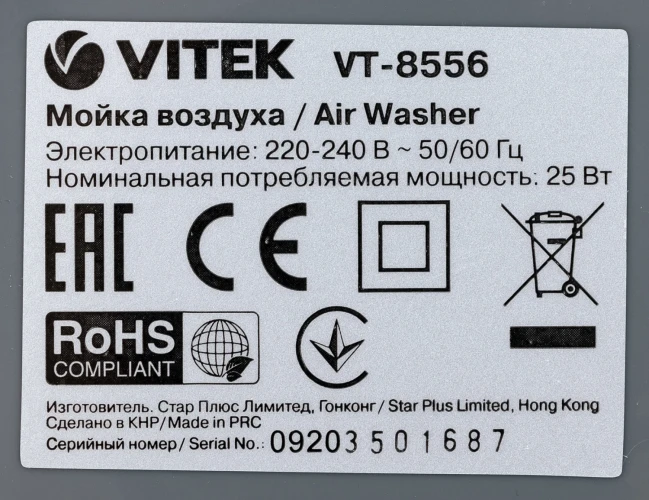 VITEK VT-8556
Мойка воздуха / Air Washer
Электропитание: 220-240 В ~ 50/60 Гц
Номинальная потребляемая мощность: 25 Вт
EAC CE
RoHS
COMPLIANT
Изготовитель. Стар Плюс Лимитед, Гонконг / Star Plus Limited, Hong Kong
Сделано в КНР/Made in PRC
Серийный номер / Serial No.: 09203501687